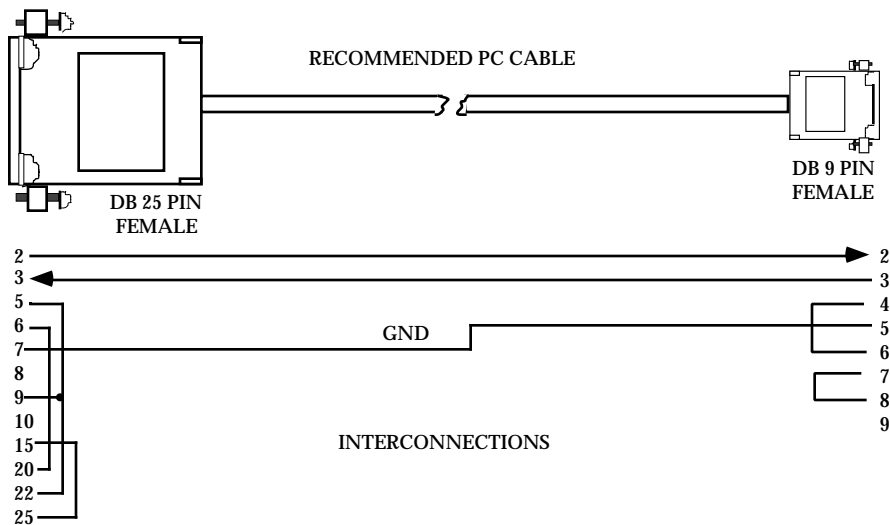 RECOMMENDED PC CABLE
DB 25 PIN
FEMALE
DB 9 PIN
FEMALE
2 2
3 3
5 4
6 GND 5
7 6
8 7
9 8
10 9
15 INTERCONNECTIONS
20
22
25